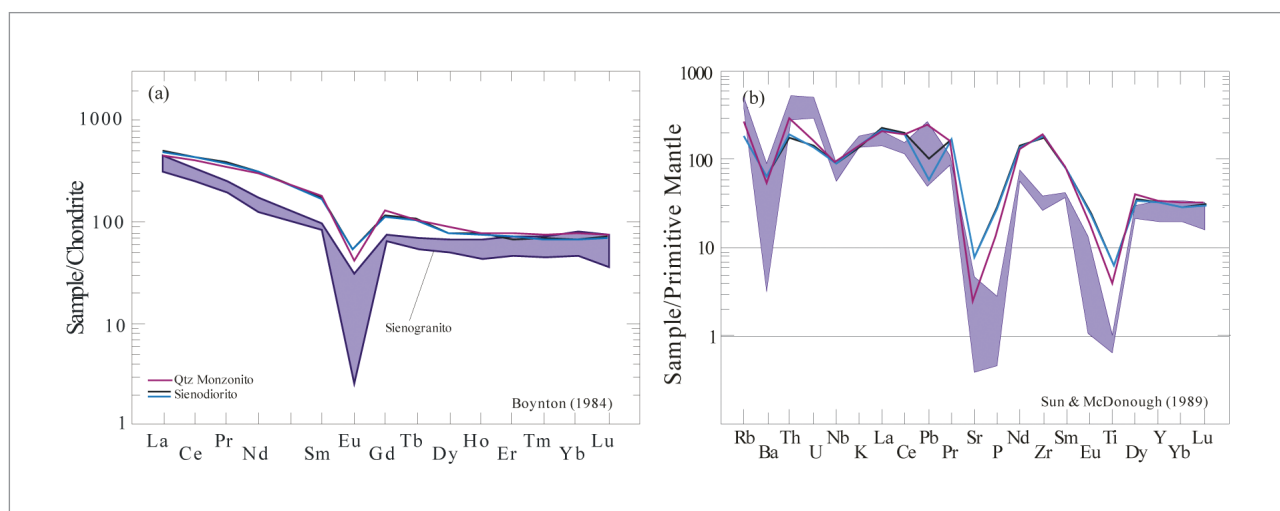 (a)
Sample/Chondrite
1000
100
10
1
Sienogranito
Qtz Monzonito
Sienodiorito
Boynton (1984)
La Ce Pr Nd Sm Eu Gd Tb Dy Ho Er Tm Yb Lu
(b)
Sample/Primitive Mantle
1000
100
10
1
Sun & McDonough (1989)
Rb Ba Th U Nb K La Ce Pb Pr Sr P Nd Zr Sm Eu Ti Dy Y Yb Lu